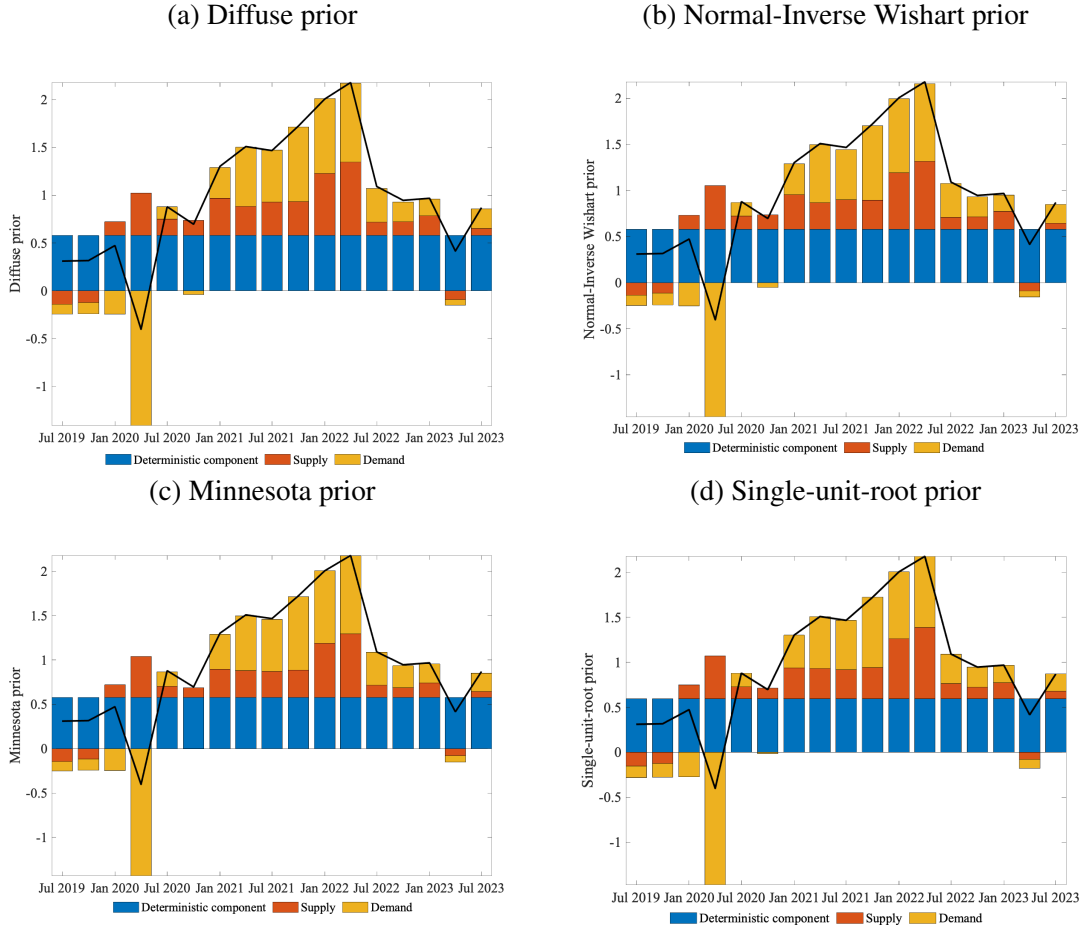 (a) Diffuse prior
Diffuse prior
2
1.5
1
0.5
0
-0.5
-1
Jul 2019 Jan 2020 Jul 2020 Jan 2021 Jul 2021 Jan 2022 Jul 2022 Jan 2023 Jul 2023
Deterministic component Supply Demand
(b) Normal-Inverse Wishart prior
Normal-Inverse Wishart prior
2
1.5
1
0.5
0
-0.5
-1
Jul 2019 Jan 2020 Jul 2020 Jan 2021 Jul 2021 Jan 2022 Jul 2022 Jan 2023 Jul 2023
Deterministic component Supply Demand
(c) Minnesota prior
Minnesota prior
2
1.5
1
0.5
0
-0.5
-1
Jul 2019 Jan 2020 Jul 2020 Jan 2021 Jul 2021 Jan 2022 Jul 2022 Jan 2023 Jul 2023
Deterministic component Supply Demand
(d) Single-unit-root prior
Single-unit-root prior
2
1.5
1
0.5
0
-0.5
-1
Jul 2019 Jan 2020 Jul 2020 Jan 2021 Jul 2021 Jan 2022 Jul 2022 Jan 2023 Jul 2023
Deterministic component Supply Demand